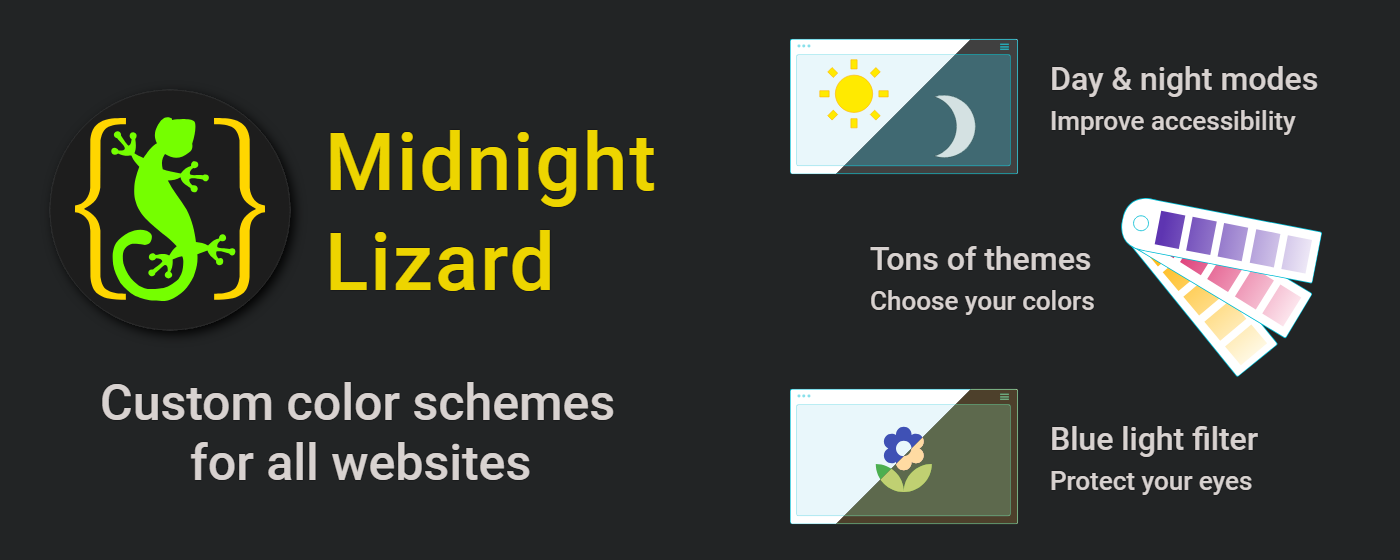 Midnight
Lizard
Custom color schemes
for all websites
Day & night modes
Improve accessibility
Tons of themes
Choose your colors
Blue light filter
Protect your eyes